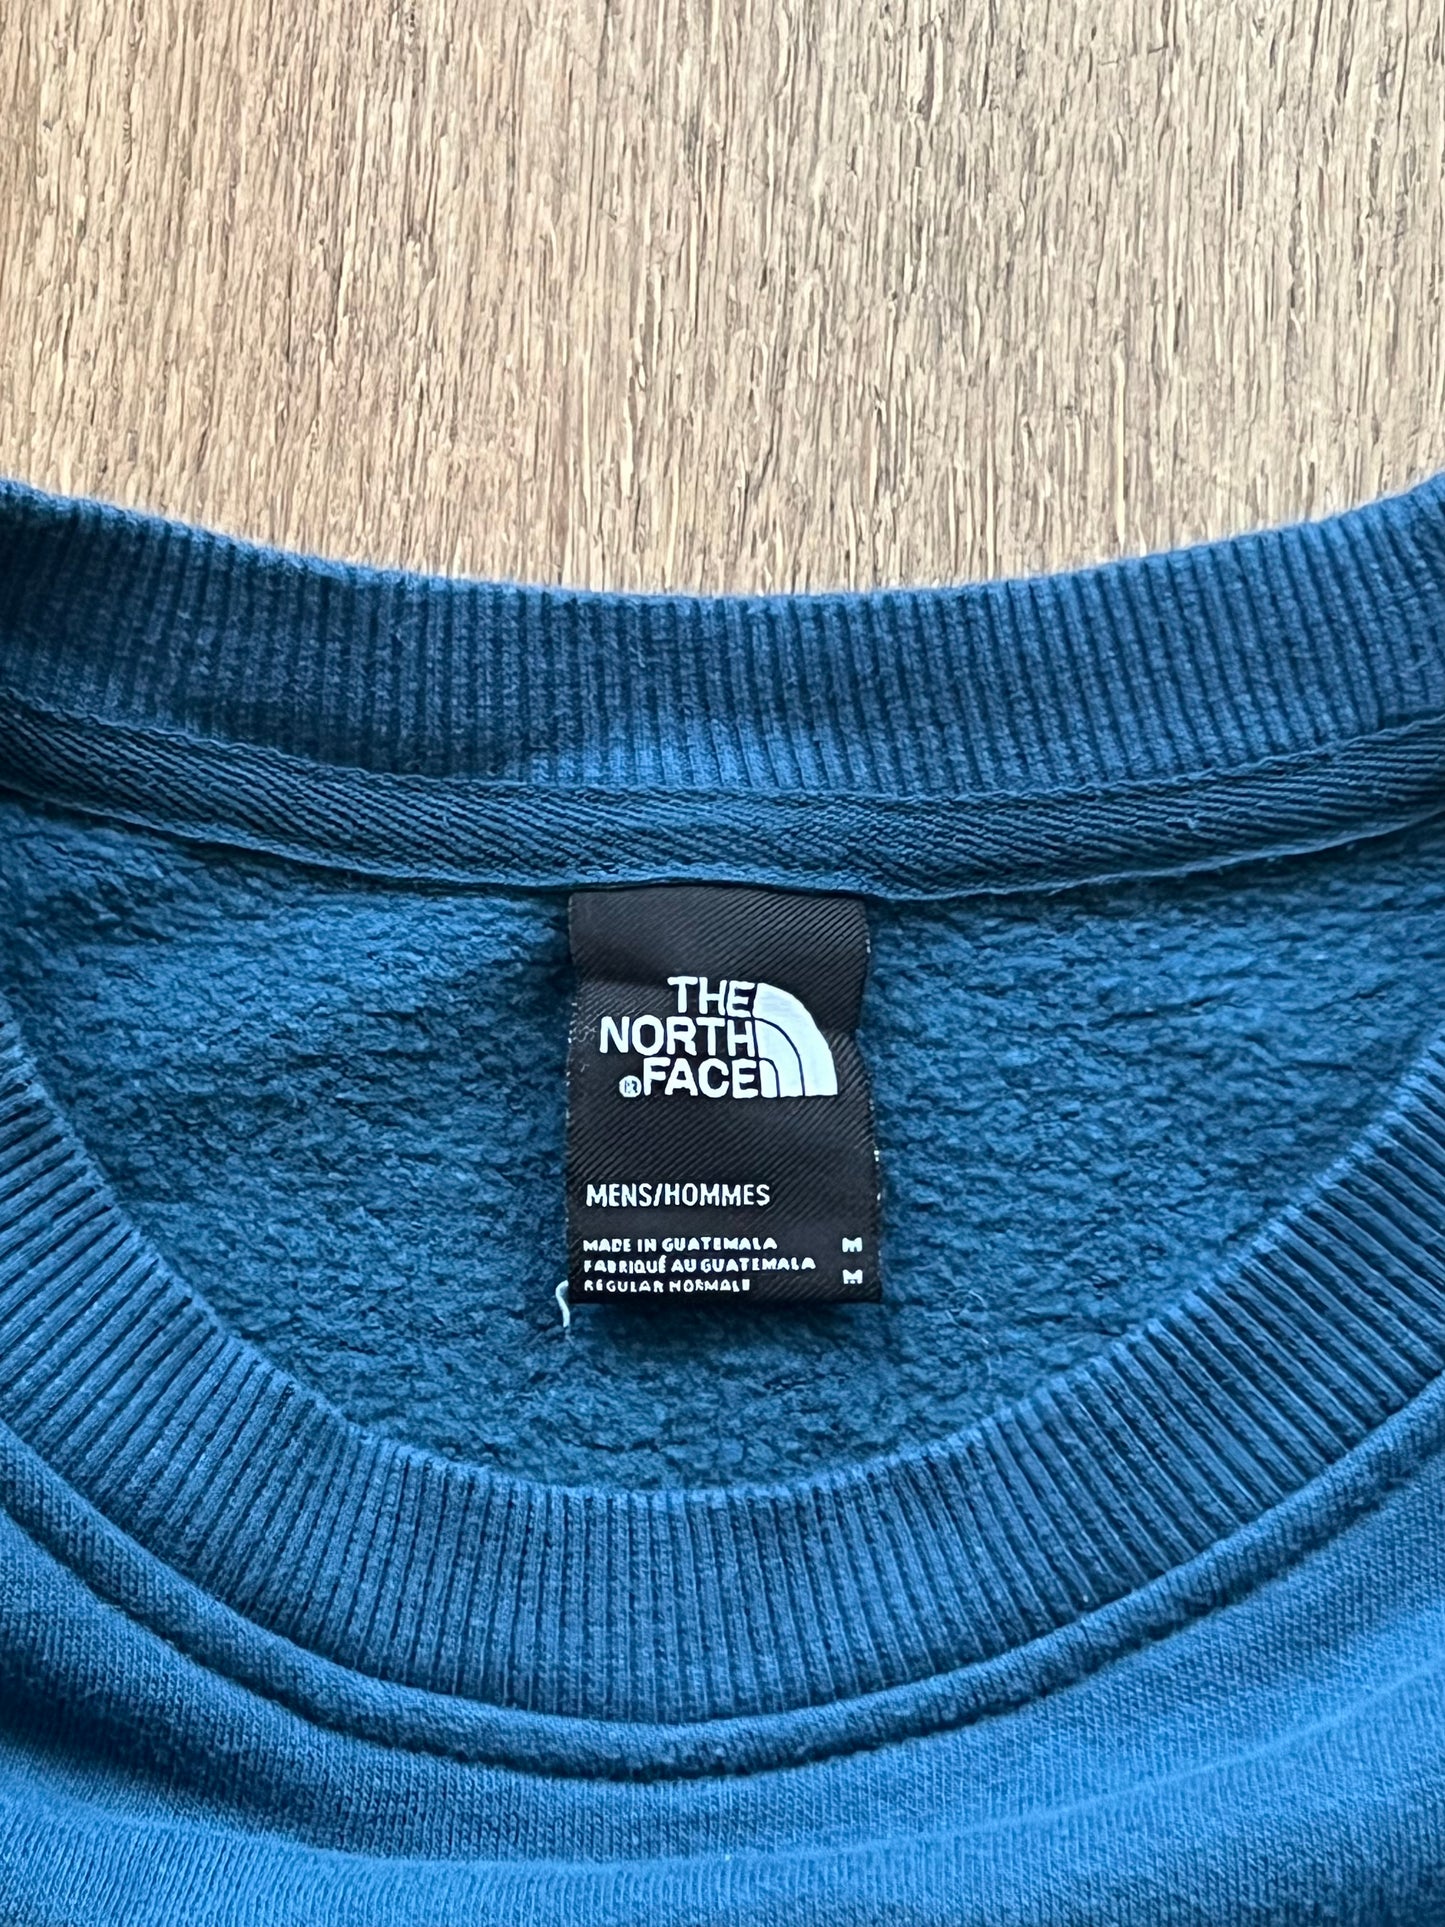 THE
NORTH
®FACE
MENS/HOMMES
MADE IN GUATEMALA M
FABRIQUÉ AU GUATEMALA M
REGULAR NORMALE